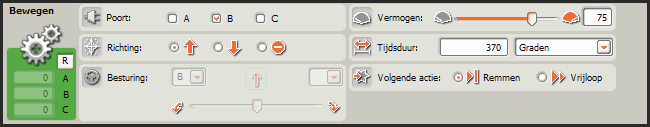 Bewegen
Poort: A B C
Vermogen: 75
R
Richting:
Tijdsduur: 370 Graden
0 A
Besturing: B
Volgende actie: Remmen Vrijloop
0 B
0 C